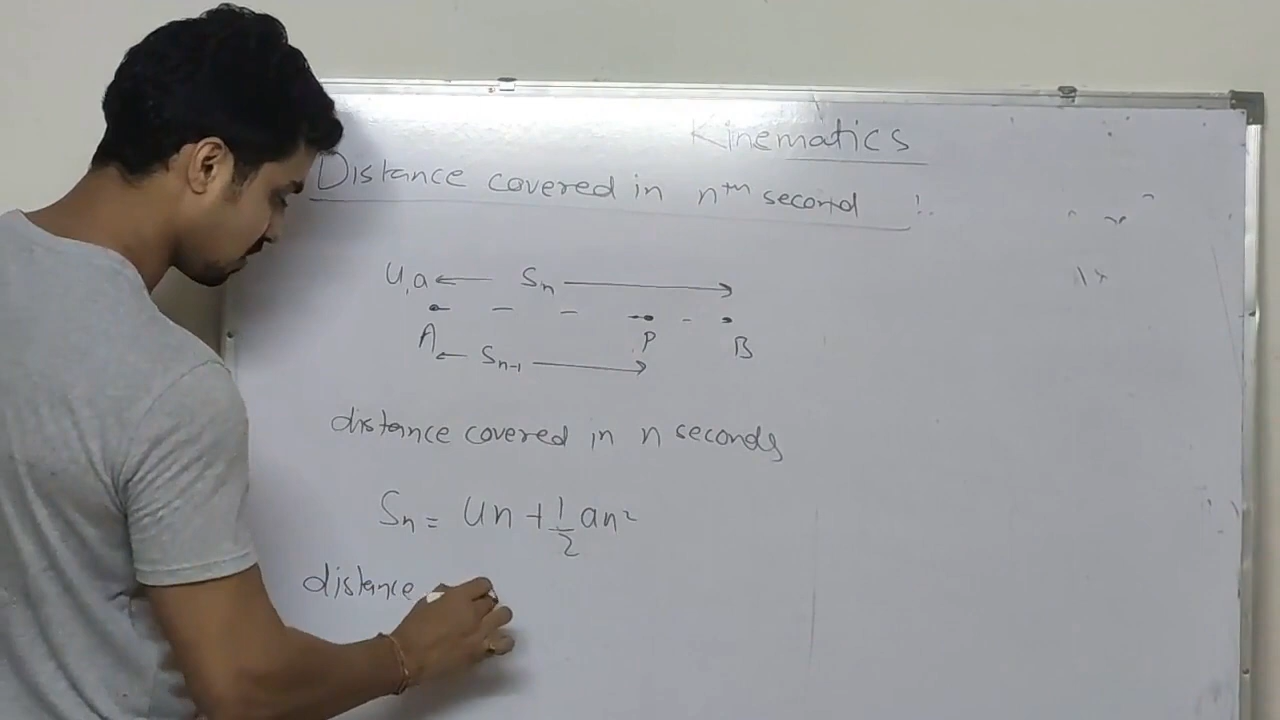 Kinematics
Distance covered in nᵗʰ second :.
U, a ← Sₙ →
A P B
← Sₙ₋₁ →
distance covered in n seconds
Sₙ = Un + 1/2 an²
distance